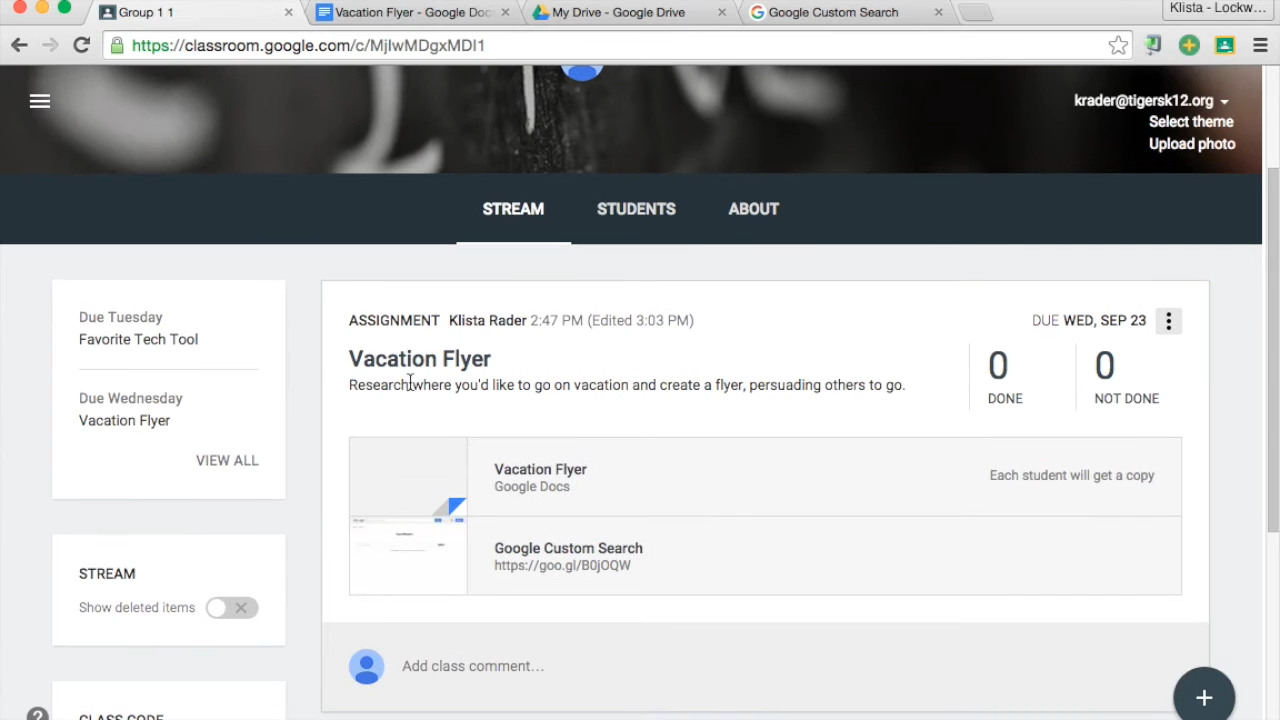 Group 1 1
Vacation Flyer - Google Doc
My Drive - Google Drive
Google Custom Search
Klista - Lockw...
https://classroom.google.com/c/MjIwMDgxMDI1
krader@tigersk12.org
Select theme
Upload photo
STREAM STUDENTS ABOUT
Due Tuesday
Favorite Tech Tool
Due Wednesday
Vacation Flyer
VIEW ALL
STREAM
Show deleted items
CLASS CODE
ASSIGNMENT Klista Rader 2:47 PM (Edited 3:03 PM)
DUE WED, SEP 23
Vacation Flyer
Research where you'd like to go on vacation and create a flyer, persuading others to go.
0
DONE
0
NOT DONE
Vacation Flyer
Google Docs
Each student will get a copy
Google Custom Search
https://goo.gl/B0jOQW
Add class comment...